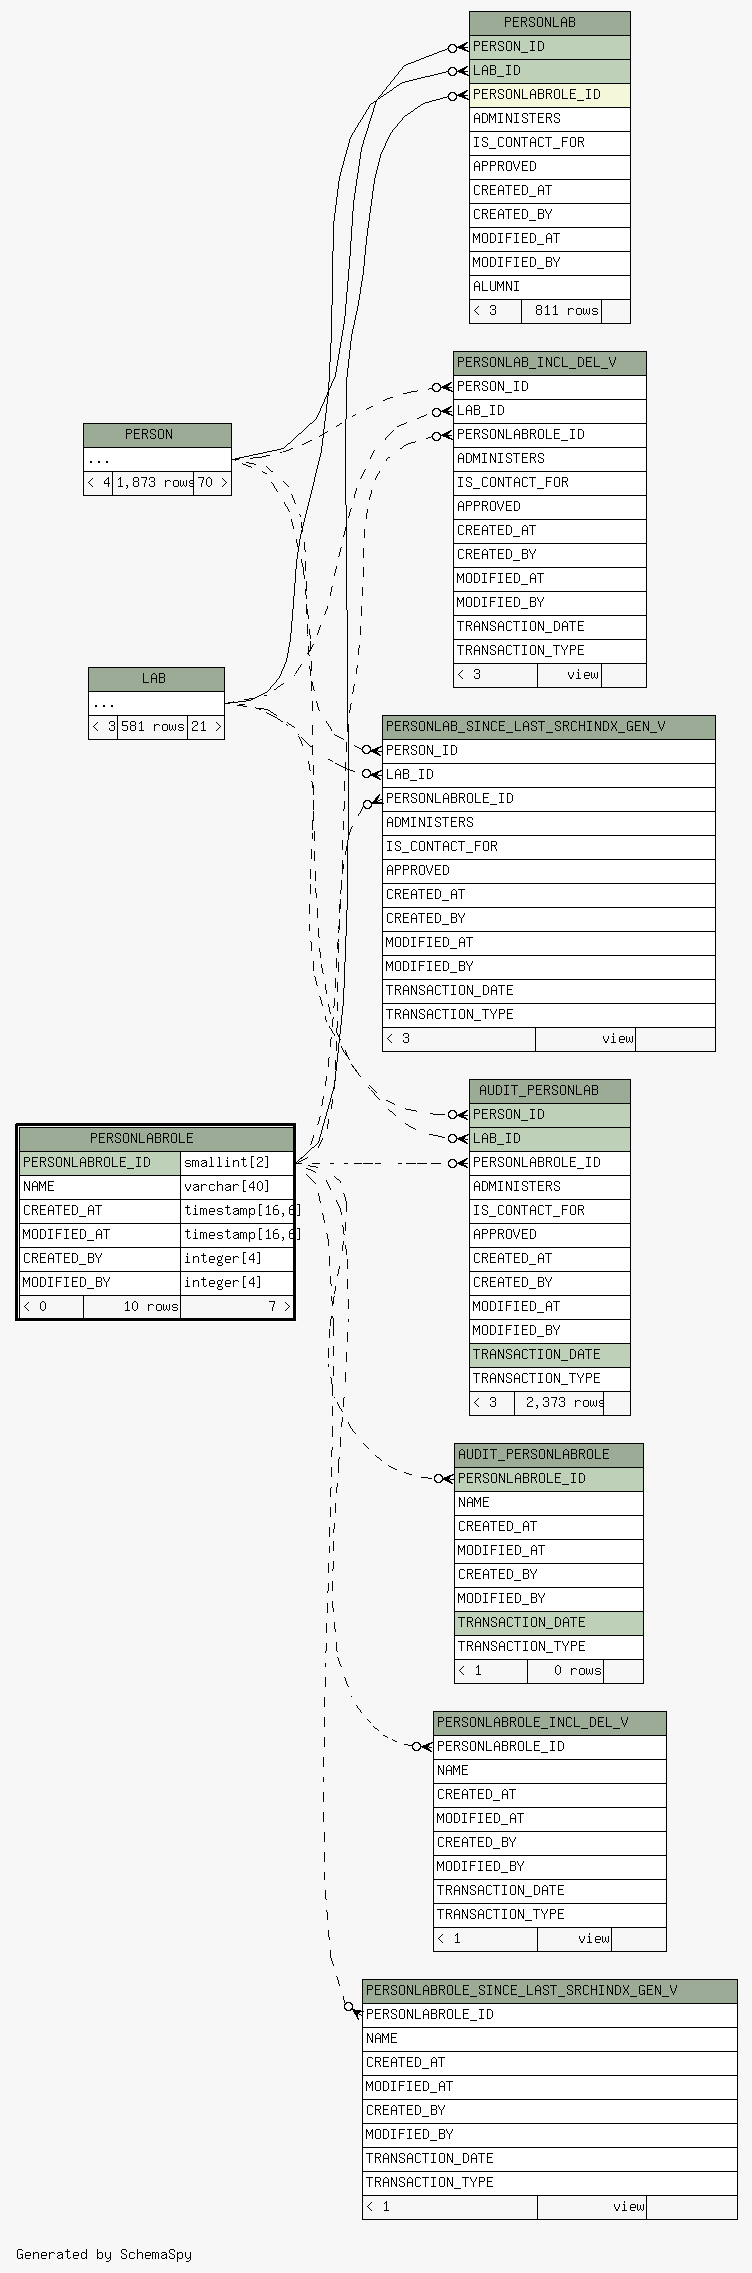 PERSONLAB
PERSON_ID
LAB_ID
PERSONLABROLE_ID
ADMINISTERS
IS_CONTACT_FOR
APPROVED
CREATED_AT
CREATED_BY
MODIFIED_AT
MODIFIED_BY
ALUMNI
< 3 811 rows
PERSONLAB_INCL_DEL_V
PERSON_ID
LAB_ID
PERSONLABROLE_ID
ADMINISTERS
IS_CONTACT_FOR
APPROVED
CREATED_AT
CREATED_BY
MODIFIED_AT
MODIFIED_BY
TRANSACTION_DATE
TRANSACTION_TYPE
< 3 view
PERSON
...
< 4 1,873 rows 70 >
LAB
...
< 3 581 rows 21 >
PERSONLAB_SINCE_LAST_SRCHINDX_GEN_V
PERSON_ID
LAB_ID
PERSONLABROLE_ID
ADMINISTERS
IS_CONTACT_FOR
APPROVED
CREATED_AT
CREATED_BY
MODIFIED_AT
MODIFIED_BY
TRANSACTION_DATE
TRANSACTION_TYPE
< 3 view
PERSONLABROLE
PERSONLABROLE_ID smallint[2]
NAME varchar[40]
CREATED_AT timestamp[16,6]
MODIFIED_AT timestamp[16,6]
CREATED_BY integer[4]
MODIFIED_BY integer[4]
< 0 10 rows 7 >
AUDIT_PERSONLAB
PERSON_ID
LAB_ID
PERSONLABROLE_ID
ADMINISTERS
IS_CONTACT_FOR
APPROVED
CREATED_AT
CREATED_BY
MODIFIED_AT
MODIFIED_BY
TRANSACTION_DATE
TRANSACTION_TYPE
< 3 2,373 rows
AUDIT_PERSONLABROLE
PERSONLABROLE_ID
NAME
CREATED_AT
MODIFIED_AT
CREATED_BY
MODIFIED_BY
TRANSACTION_DATE
TRANSACTION_TYPE
< 1 0 rows
PERSONLABROLE_INCL_DEL_V
PERSONLABROLE_ID
NAME
CREATED_AT
MODIFIED_AT
CREATED_BY
MODIFIED_BY
TRANSACTION_DATE
TRANSACTION_TYPE
< 1 view
PERSONLABROLE_SINCE_LAST_SRCHINDX_GEN_V
PERSONLABROLE_ID
NAME
CREATED_AT
MODIFIED_AT
CREATED_BY
MODIFIED_BY
TRANSACTION_DATE
TRANSACTION_TYPE
< 1 view
Generated by SchemaSpy